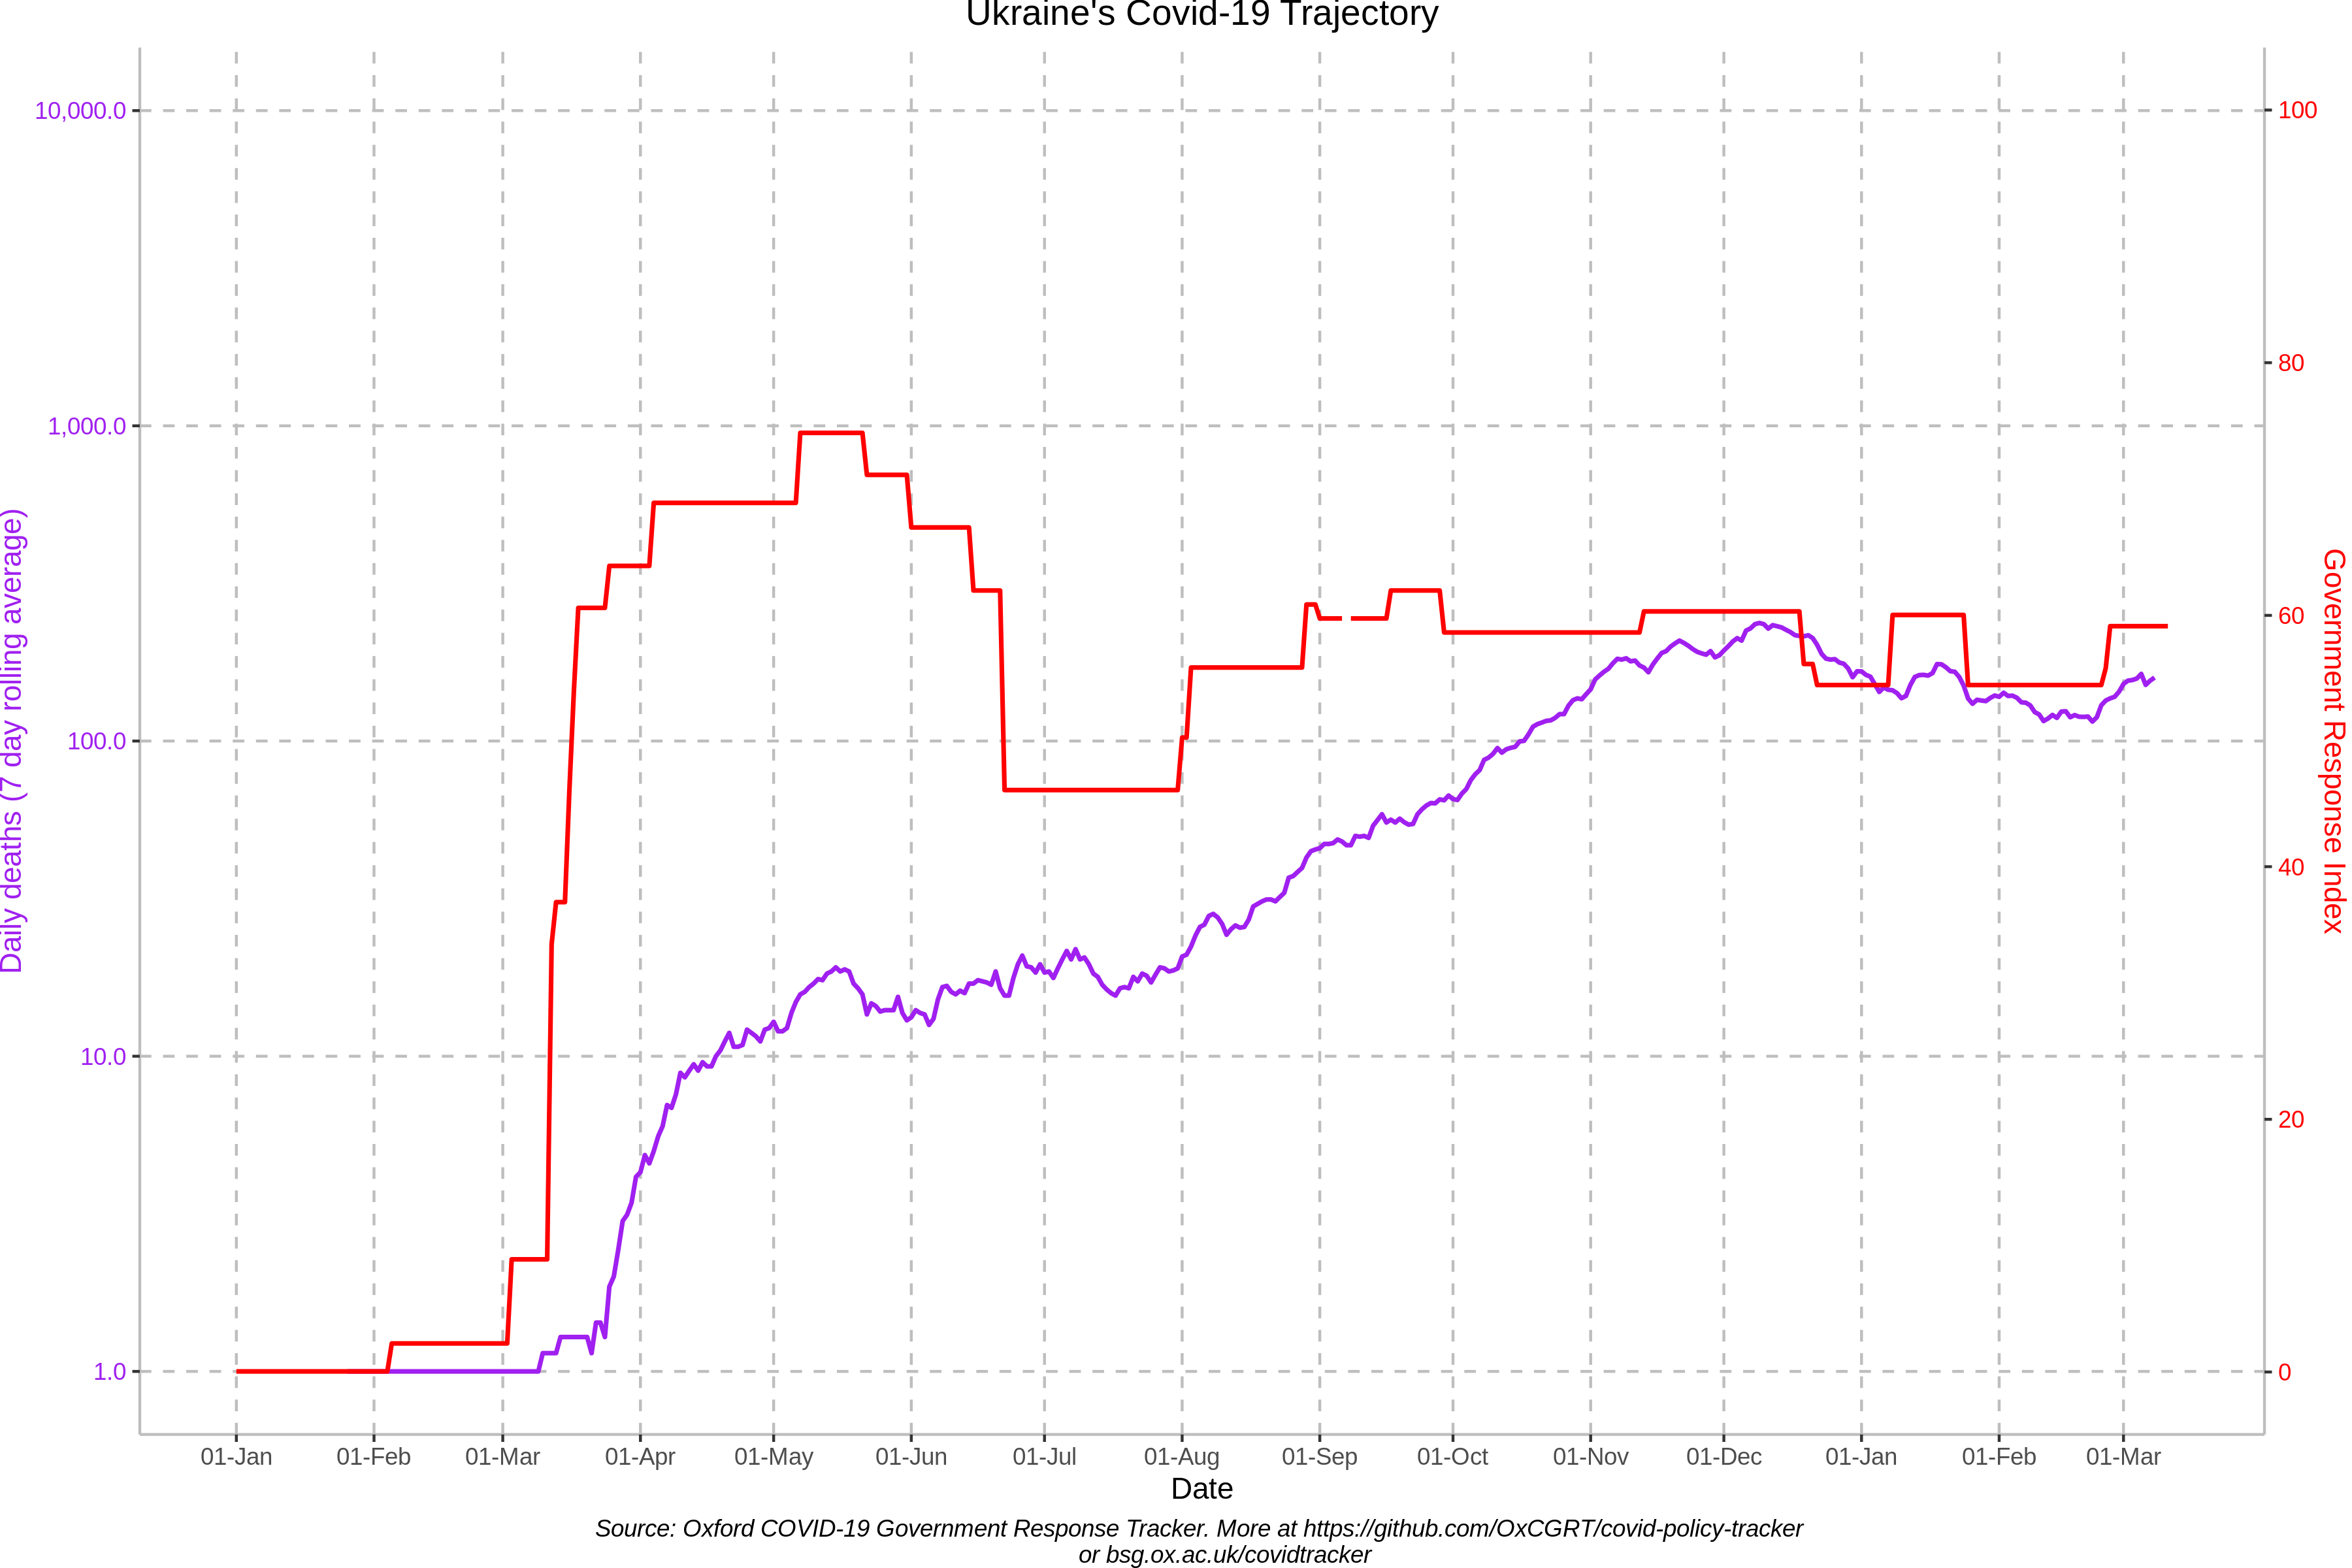 Ukraine's Covid-19 Trajectory
10,000.0
1,000.0
100.0
10.0
1.0
Daily deaths (7 day rolling average)
100
80
60
40
20
0
Government Response Index
01-Jan 01-Feb 01-Mar 01-Apr 01-May 01-Jun 01-Jul 01-Aug 01-Sep 01-Oct 01-Nov 01-Dec 01-Jan 01-Feb 01-Mar
Date
Source: Oxford COVID-19 Government Response Tracker. More at https://github.com/OxCGRT/covid-policy-tracker
or bsg.ox.ac.uk/covidtracker